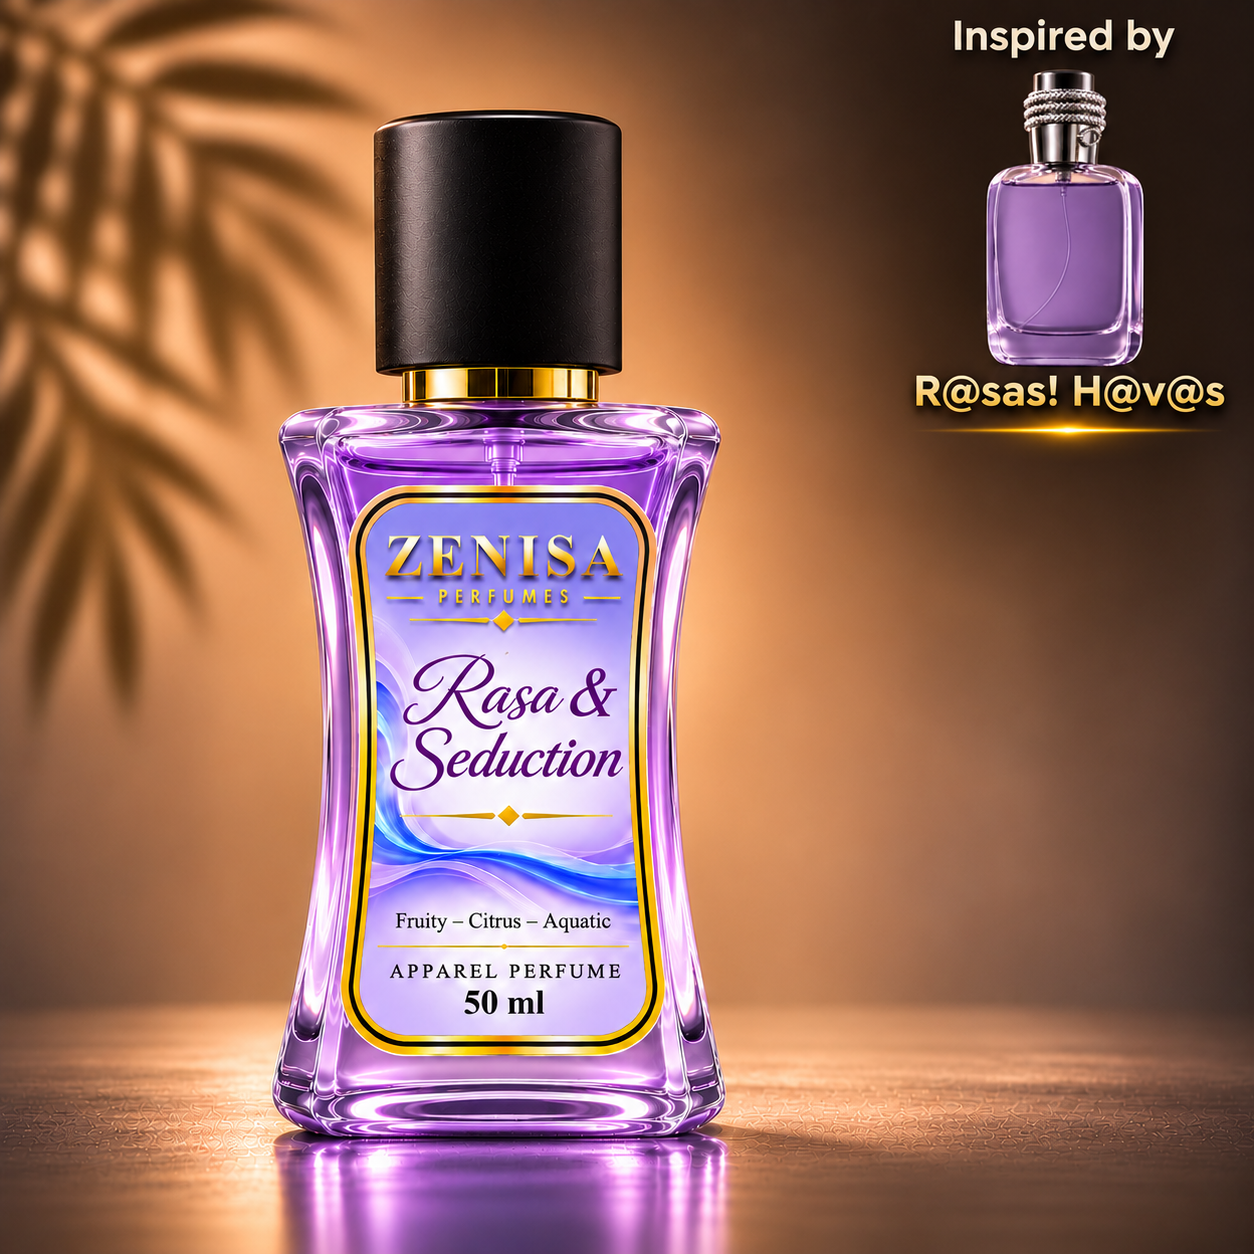 Inspired by
R@sas! H@v@s
ZENISA
PERFUMES
Rasa &
Seduction
Fruity – Citrus – Aquatic
APPAREL PERFUME
50 ml